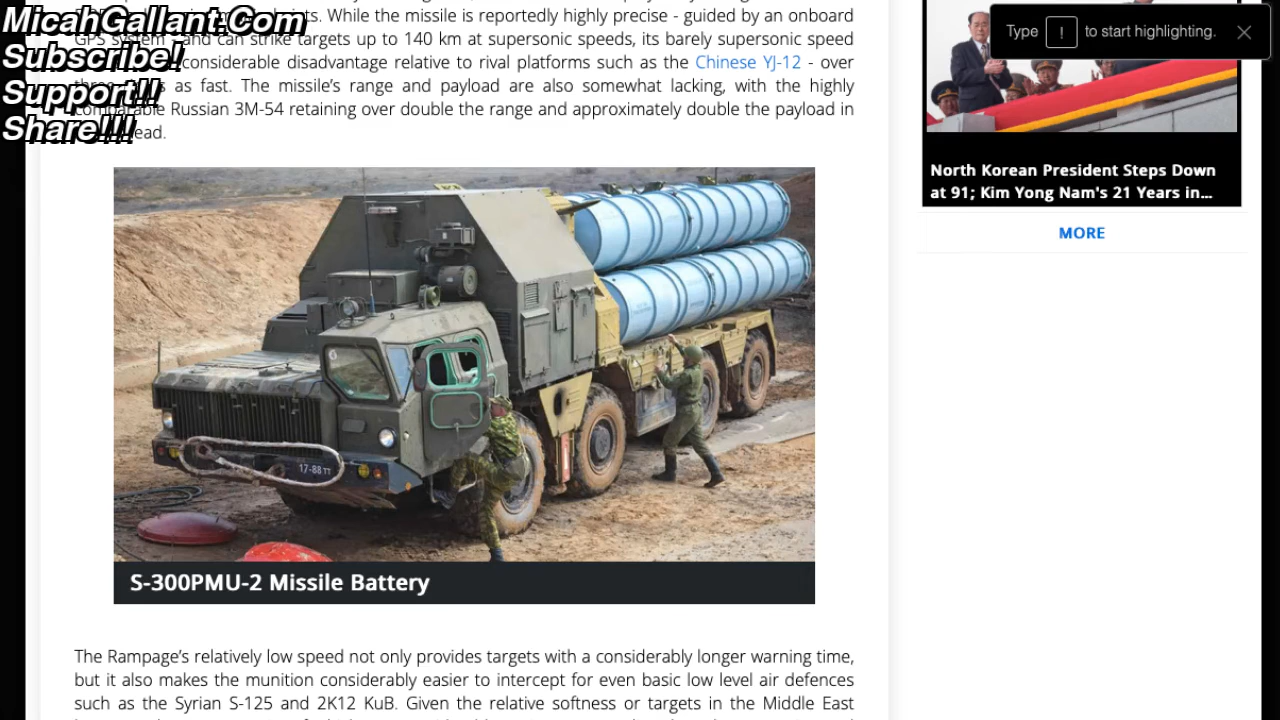 MicahGallant.Com
Subscribe!
Support!!!
Share!!!!
While the missile is reportedly highly precise - guided by an onboard
GPS system - and can strike targets up to 140 km at supersonic speeds, its barely supersonic speed
considerable disadvantage relative to rival platforms such as the Chinese YJ-12 - over
as fast. The missile's range and payload are also somewhat lacking, with the highly
comparable Russian 3M-54 retaining over double the range and approximately double the payload in
17-88 TT
S-300PMU-2 Missile Battery
The Rampage's relatively low speed not only provides targets with a considerably longer warning time,
but it also makes the munition considerably easier to intercept for even basic low level air defences
such as the Syrian S-125 and 2K12 KuB. Given the relative softness or targets in the Middle East
Type ! to start highlighting.
North Korean President Steps Down
at 91; Kim Yong Nam's 21 Years in...
MORE